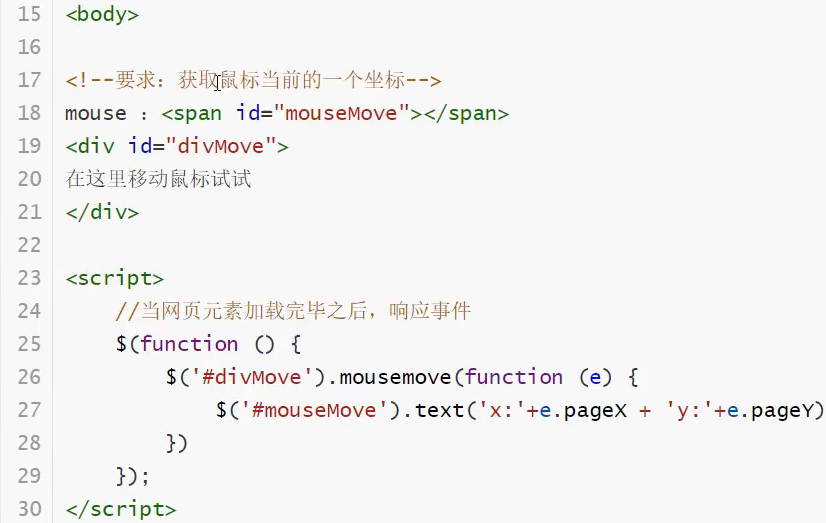 15 <body>
16
17 <!--要求：获取鼠标当前的一个坐标-->
18 mouse ：<span id="mouseMove"></span>
19 <div id="divMove">
20 在这里移动鼠标试试
21 </div>
22
23 <script>
24 //当网页元素加载完毕之后，响应事件
25 $(function () {
26 $('#divMove').mousemove(function (e) {
27 $('#mouseMove').text('x:'+e.pageX + 'y:'+e.pageY)
28 })
29 });
30 </script>